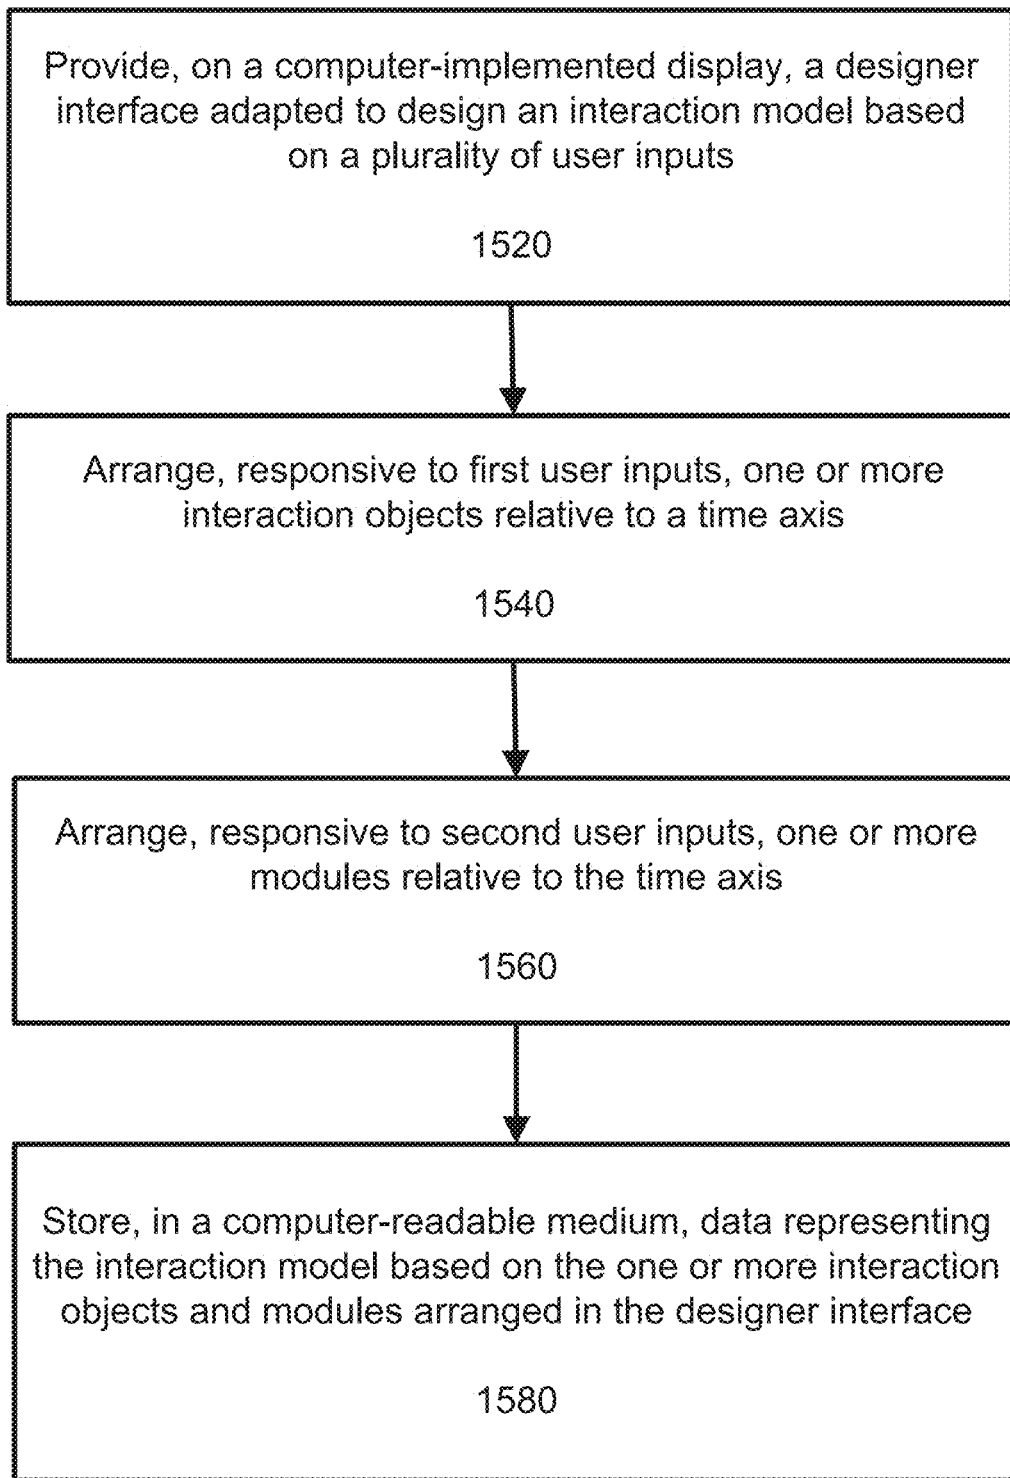 Provide, on a computer-implemented display, a designer
interface adapted to design an interaction model based
on a plurality of user inputs
1520
Arrange, responsive to first user inputs, one or more
interaction objects relative to a time axis
1540
Arrange, responsive to second user inputs, one or more
modules relative to the time axis
1560
Store, in a computer-readable medium, data representing
the interaction model based on the one or more interaction
objects and modules arranged in the designer interface
1580